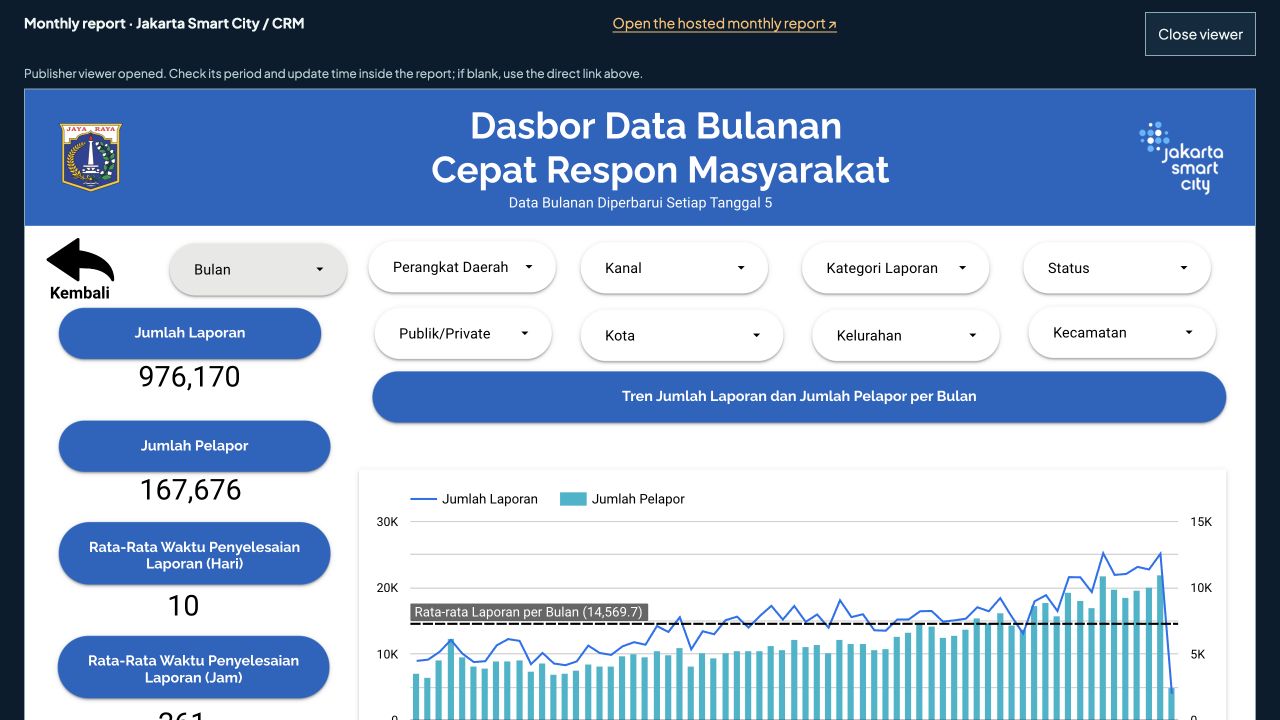 Monthly report · Jakarta Smart City / CRM
Open the hosted monthly report ↗
Close viewer
Publisher viewer opened. Check its period and update time inside the report; if blank, use the direct link above.
JAYA RAYA
Dasbor Data Bulanan
Cepat Respon Masyarakat
Data Bulanan Diperbarui Setiap Tanggal 5
jakarta
smart
city
Kembali
Bulan
Perangkat Daerah
Kanal
Kategori Laporan
Status
Publik/Private
Kota
Kelurahan
Kecamatan
Jumlah Laporan
976,170
Jumlah Pelapor
167,676
Rata-Rata Waktu Penyelesaian
Laporan (Hari)
10
Rata-Rata Waktu Penyelesaian
Laporan (Jam)
261
Tren Jumlah Laporan dan Jumlah Pelapor per Bulan
Jumlah Laporan
Jumlah Pelapor
30K
15K
20K
10K
Rata-rata Laporan per Bulan (14,569.7)
10K
5K
0
0